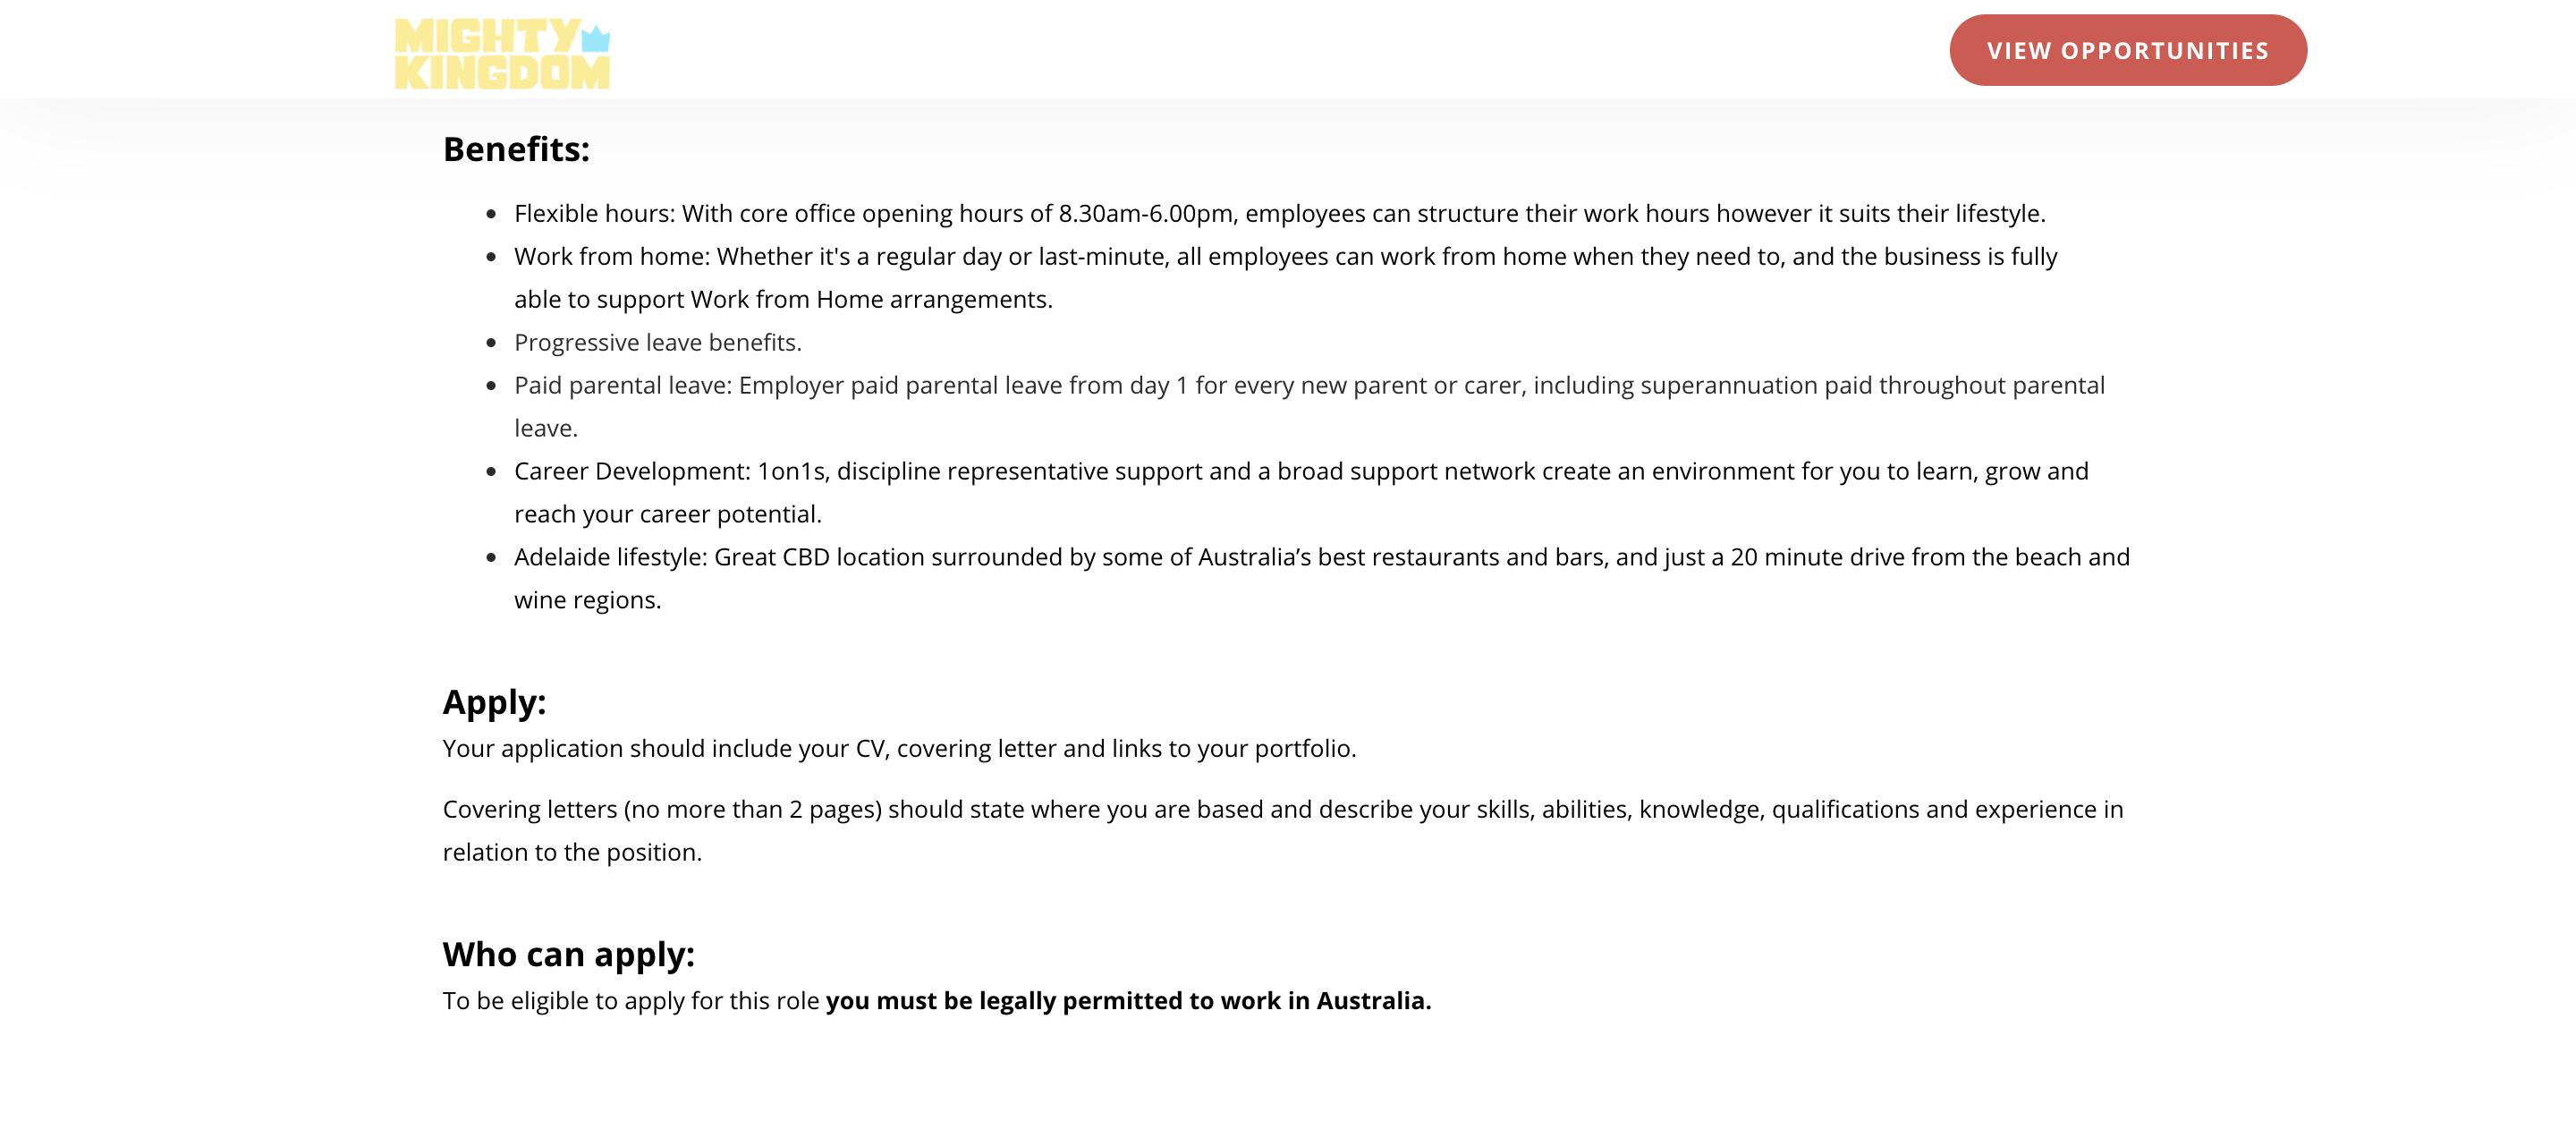 MIGHTY
KINGDOM
VIEW OPPORTUNITIES
Benefits:
Flexible hours: With core office opening hours of 8.30am-6.00pm, employees can structure their work hours however it suits their lifestyle.
Work from home: Whether it's a regular day or last-minute, all employees can work from home when they need to, and the business is fully
able to support Work from Home arrangements.
Progressive leave benefits.
Paid parental leave: Employer paid parental leave from day 1 for every new parent or carer, including superannuation paid throughout parental
leave.
Career Development: 1on1s, discipline representative support and a broad support network create an environment for you to learn, grow and
reach your career potential.
Adelaide lifestyle: Great CBD location surrounded by some of Australia’s best restaurants and bars, and just a 20 minute drive from the beach and
wine regions.
Apply:
Your application should include your CV, covering letter and links to your portfolio.
Covering letters (no more than 2 pages) should state where you are based and describe your skills, abilities, knowledge, qualifications and experience in
relation to the position.
Who can apply:
To be eligible to apply for this role you must be legally permitted to work in Australia.